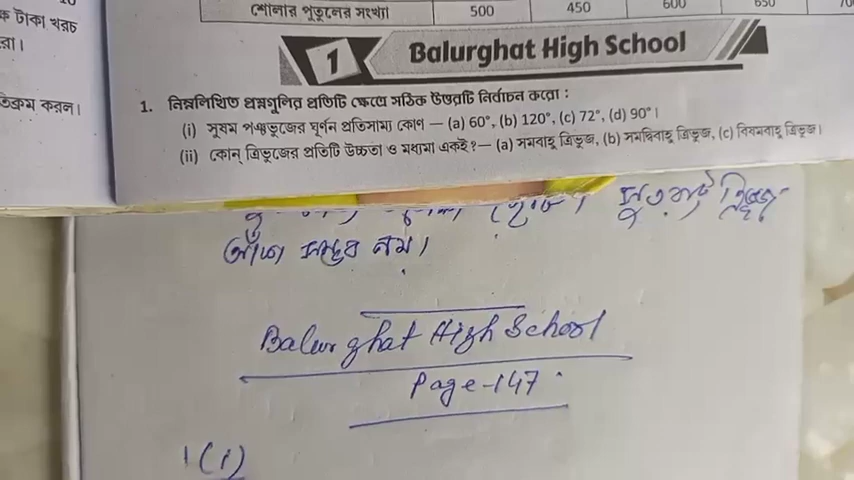 ক টাকা খরচ
রো।
তিক্রম করল।
সোনার পুতুলের সংখ্যা 500 450 600 650
1 Balurghat High School
1. নিম্নলিখিত প্রশ্নগুলির প্রতিটি ক্ষেত্রে সঠিক উত্তরটি নির্বাচন করো :
(i) সুষম পঞ্চভুজের ঘূর্ণন প্রতিসাম্য কোণ — (a) 60°, (b) 120°, (c) 72°, (d) 90°।
(ii) কোন্ ত্রিভুজের প্রতিটি উচ্চতা ও মধ্যমা একই ? — (a) সমবাহু ত্রিভুজ, (b) সমদ্বিবাহু ত্রিভুজ, (c) বিষমবাহু ত্রিভুজ।
আঁকা সম্ভব নয়।
Balurghat High School
Page-147
1(i)